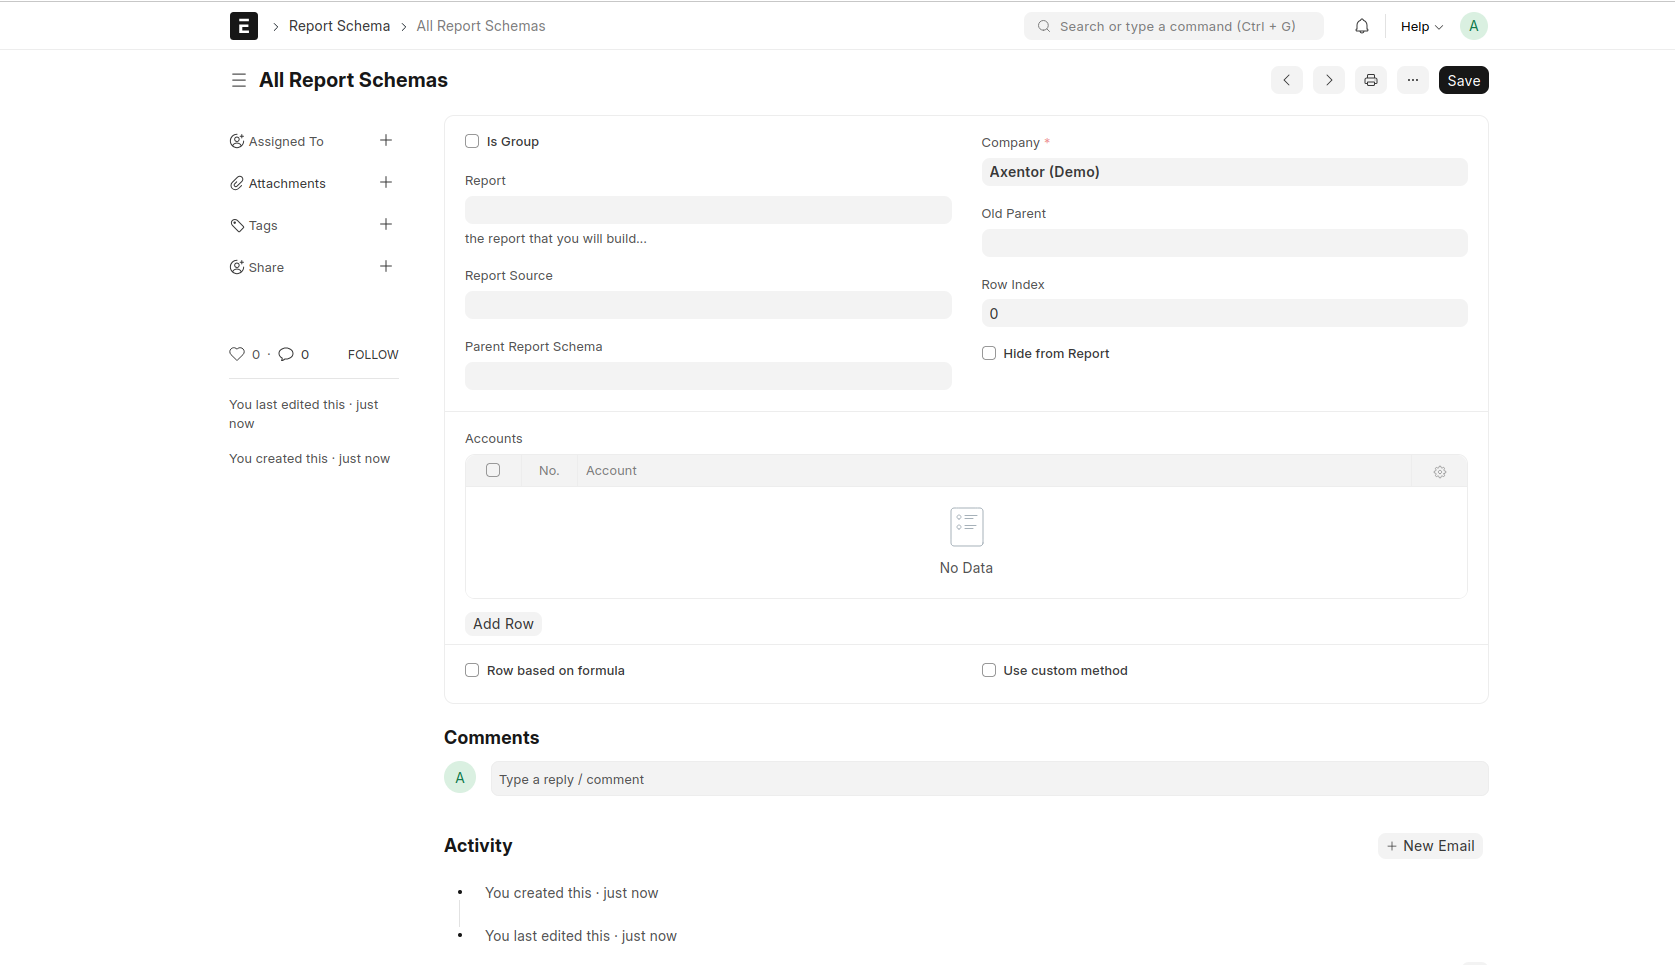 E
Report Schema
All Report Schemas
Search or type a command (Ctrl + G)
Help
A
All Report Schemas
Save
Assigned To
Attachments
Tags
Share
0 · 0 FOLLOW
You last edited this · just
now
You created this · just now
Is Group
Report
the report that you will build...
Report Source
Parent Report Schema
Company *
Axentor (Demo)
Old Parent
Row Index
0
Hide from Report
Accounts
No. Account
No Data
Add Row
Row based on formula
Use custom method
Comments
A
Type a reply / comment
Activity
+ New Email
You created this · just now
You last edited this · just now